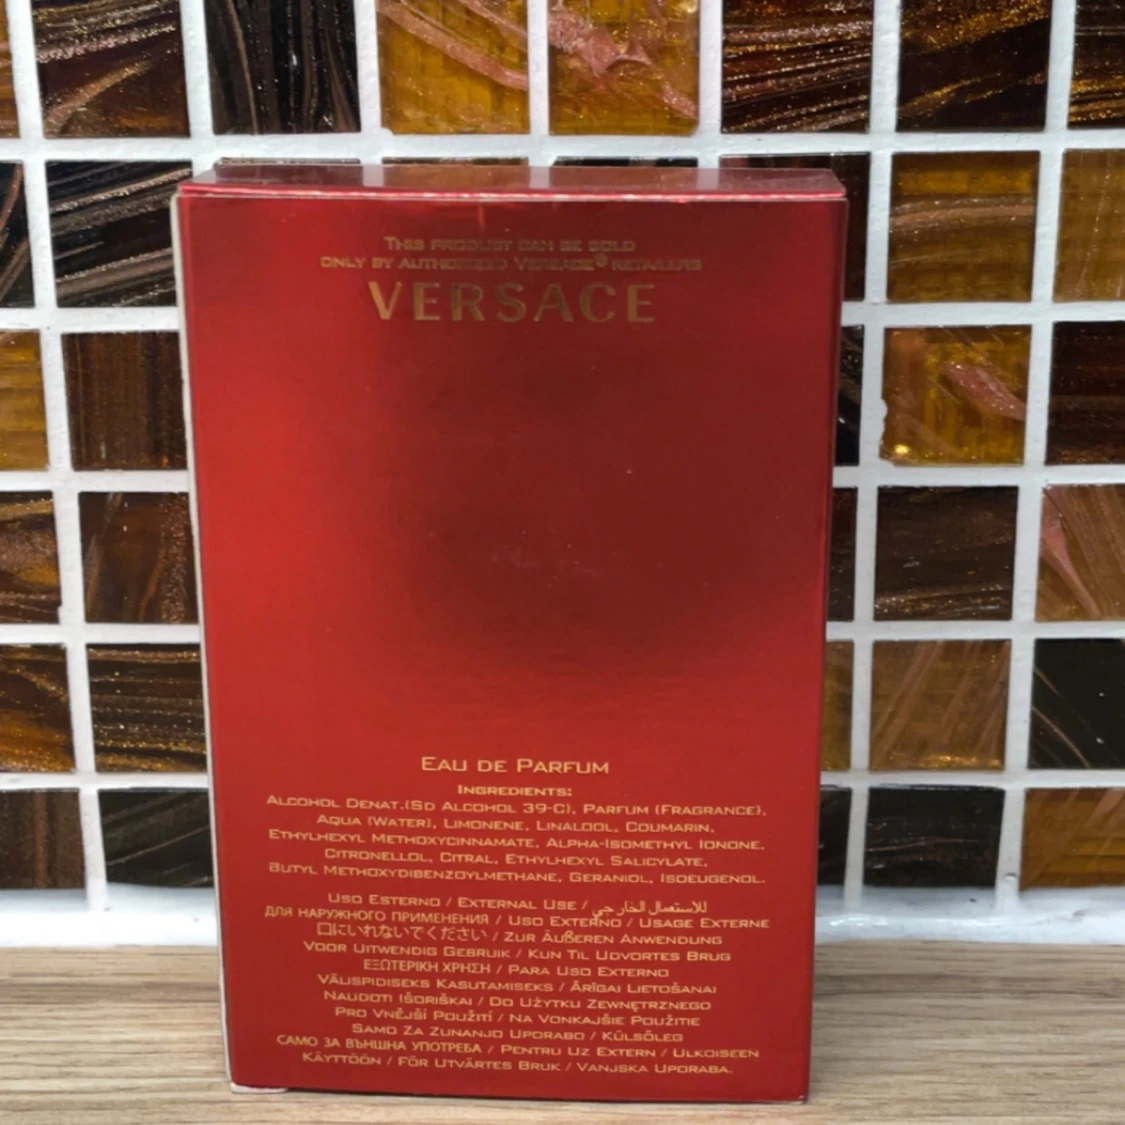 This product can be sold
only by authorized Versace® retailers
VERSACE
Eau de Parfum
Ingredients:
Alcohol Denat.(Sd Alcohol 39-C), Parfum (Fragrance),
Aqua (Water), Limonene, Linalool, Coumarin,
Ethylhexyl Methoxycinnamate, Alpha-Isomethyl Ionone,
Citronellol, Citral, Ethylhexyl Salicylate,
Butyl Methoxydibenzoylmethane, Geraniol, Isoeugenol.
Uso Esterno / External Use / للاستعمال الخارجي
Для наружного применения / Uso Externo / Usage Externe
口にいれないでください / Zur Äußeren Anwendung
Voor Uitwendig Gebruik / Kun Til Udvortes Brug
ΕΞΩΤΕΡΙΚΗ ΧΡΗΣΗ / Para Uso Externo
Väuspidiseks Kasutamiseks / Ārīgai Lietošanai
Naudoti Išoriškai / Do Użytku Zewnętrznego
Pro Vnější Použití / Na Vonkajšie Použitie
Samo Za Zunanjo Uporabo / Külsőleg
Само за външна употреба / Pentru Uz Extern / Ulkoiseen
Käyttöön / För Utvärtes Bruk / Vanjska Uporaba.